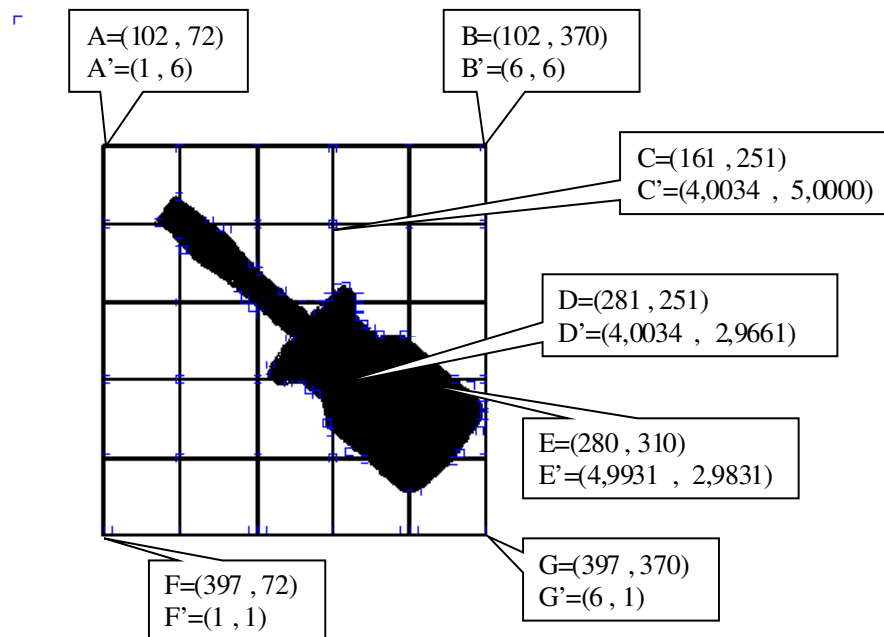 A=(102 , 72)
A’=(1 , 6)
B=(102 , 370)
B’=(6 , 6)
C=(161 , 251)
C’=(4,0034 , 5,0000)
D=(281 , 251)
D’=(4,0034 , 2,9661)
E=(280 , 310)
E’=(4,9931 , 2,9831)
F=(397 , 72)
F’=(1 , 1)
G=(397 , 370)
G’=(6 , 1)